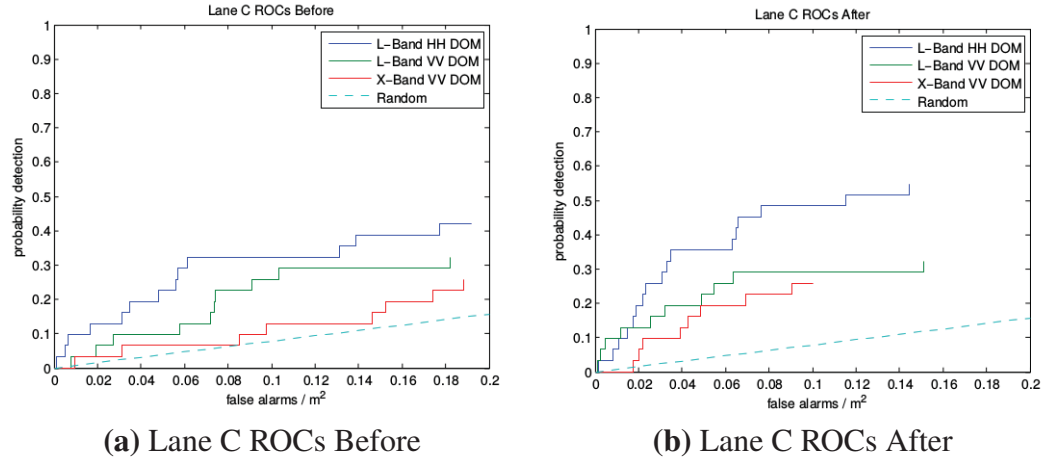 Lane C ROCs Before
L-Band HH DOM
L-Band VV DOM
X-Band VV DOM
Random
probability detection
1
0.9
0.8
0.7
0.6
0.5
0.4
0.3
0.2
0.1
0
0
0.02
0.04
0.06
0.08
0.1
0.12
0.14
0.16
0.18
0.2
false alarms / m²
(a) Lane C ROCs Before
Lane C ROCs After
L-Band HH DOM
L-Band VV DOM
X-Band VV DOM
Random
probability detection
1
0.9
0.8
0.7
0.6
0.5
0.4
0.3
0.2
0.1
0
0
0.02
0.04
0.06
0.08
0.1
0.12
0.14
0.16
0.18
0.2
false alarms / m²
(b) Lane C ROCs After